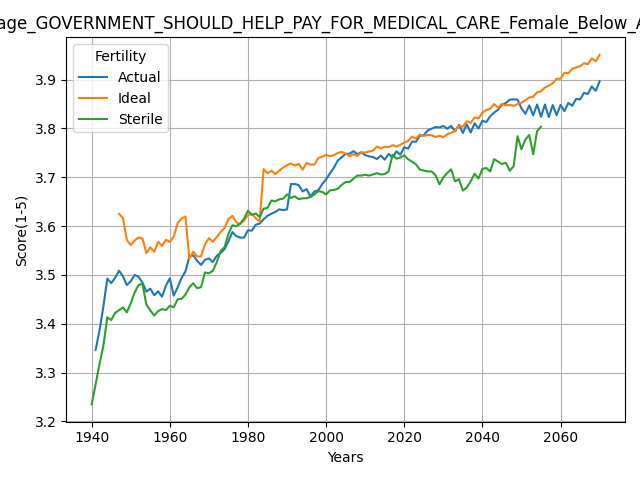 age_GOVERNMENT_SHOULD_HELP_PAY_FOR_MEDICAL_CARE_Female_Below_A
Fertility
Actual
Ideal
Sterile
Score(1-5)
3.9
3.8
3.7
3.6
3.5
3.4
3.3
3.2
1940 1960 1980 2000 2020 2040 2060
Years